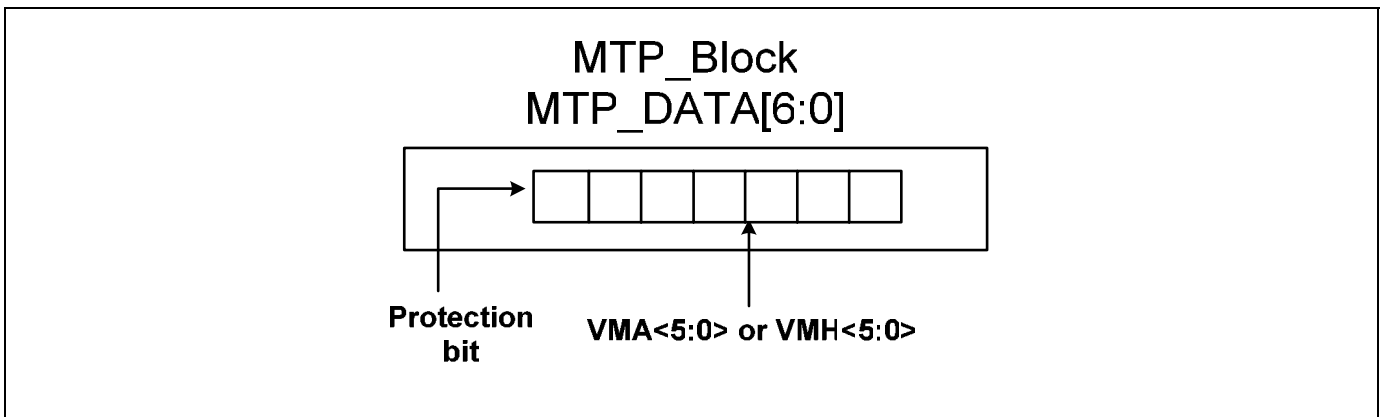 MTP_Block
MTP_DATA[6:0]
Protection
bit
VMA<5:0> or VMH<5:0>